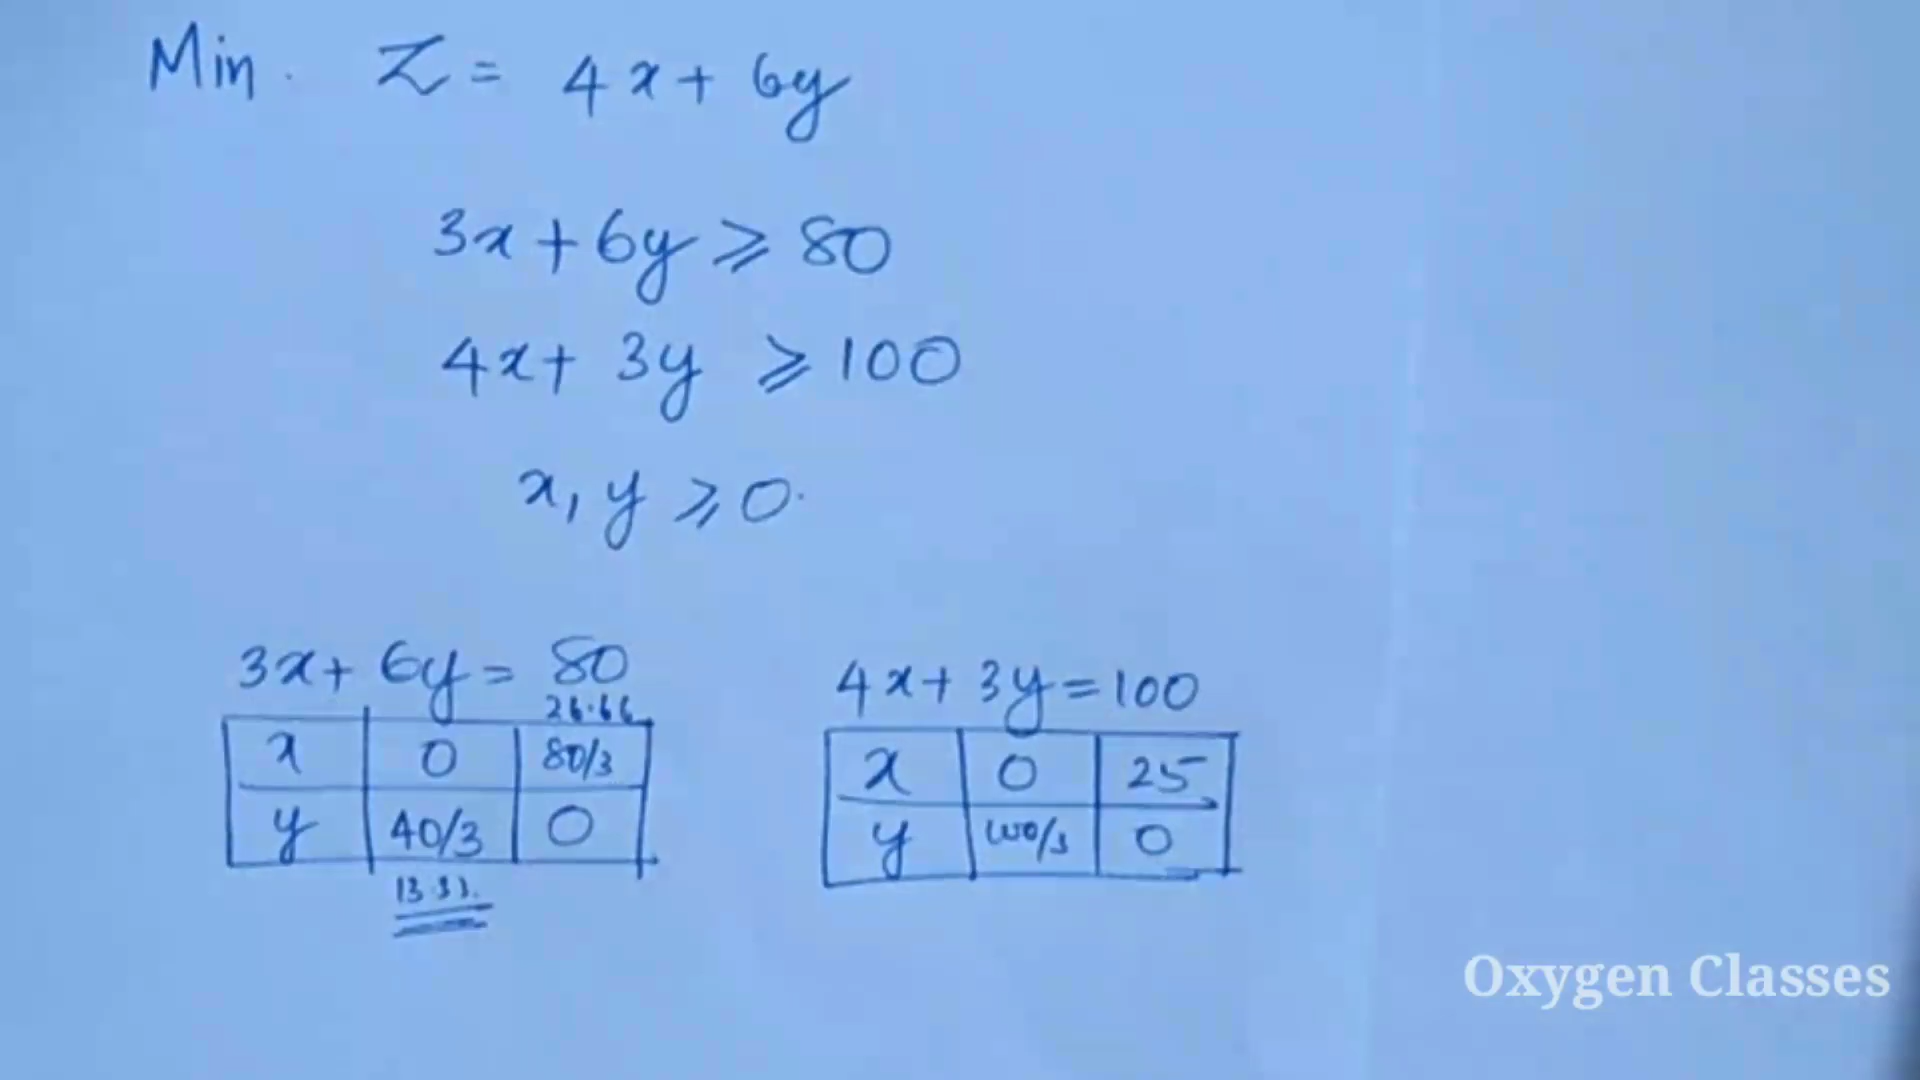 Min. Z = 4x + 6y
3x + 6y ⩾ 80
4x + 3y ⩾ 100
x, y ⩾ 0.
3x + 6y = 80
26.66
x 0 80/3
y 40/3 0
13.33.
4x + 3y = 100
x 0 25
y 100/3 0
Oxygen Classes